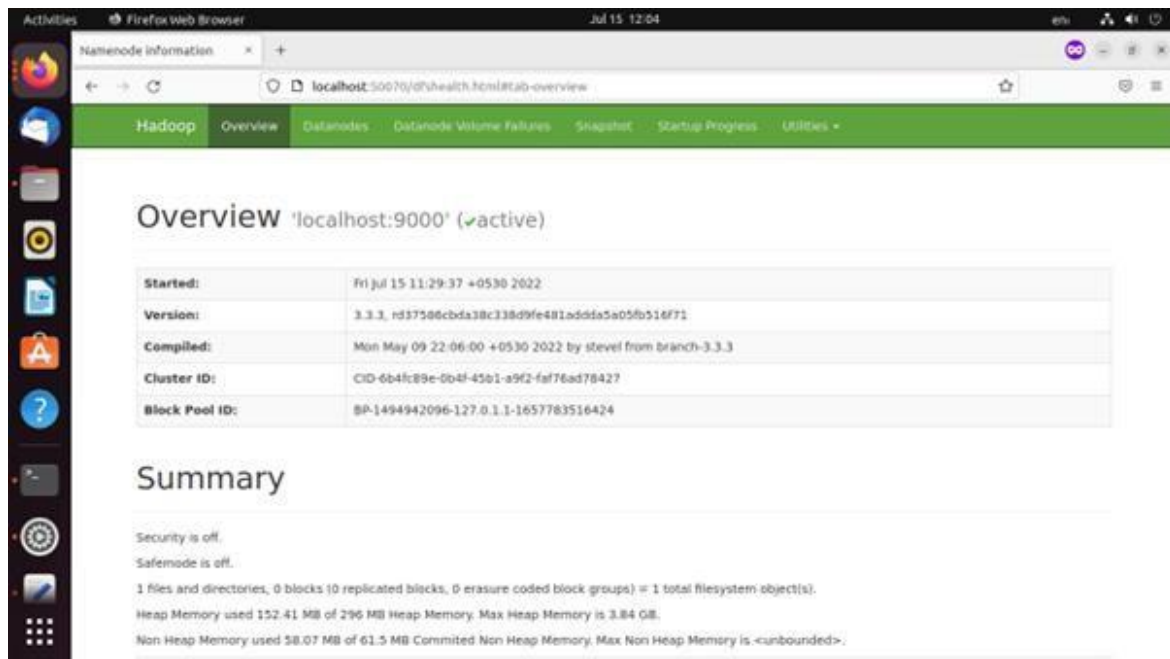 Activities Firefox Web Browser Jul 15 12:04 en
Namenode information
localhost:50070/dfshealth.html#tab-overview
Hadoop Overview Datanodes Datanode Volume Failures Snapshot Startup Progress Utilities
Overview 'localhost:9000' (✔active)
Started: Fri Jul 15 11:29:37 +0530 2022
Version: 3.3.3, rd37586cbda38c338d9fe481addda5a05fb516f71
Compiled: Mon May 09 22:06:00 +0530 2022 by stevel from branch-3.3.3
Cluster ID: CID-6b4fc89e-0b4f-45b1-a9f2-faf76ad78427
Block Pool ID: BP-1494942096-127.0.1.1-1657783516424
Summary
Security is off.
Safemode is off.
1 files and directories, 0 blocks (0 replicated blocks, 0 erasure coded block groups) = 1 total filesystem object(s).
Heap Memory used 152.41 MB of 296 MB Heap Memory. Max Heap Memory is 3.84 GB.
Non Heap Memory used 58.07 MB of 61.5 MB Commited Non Heap Memory. Max Non Heap Memory is <unbounded>.